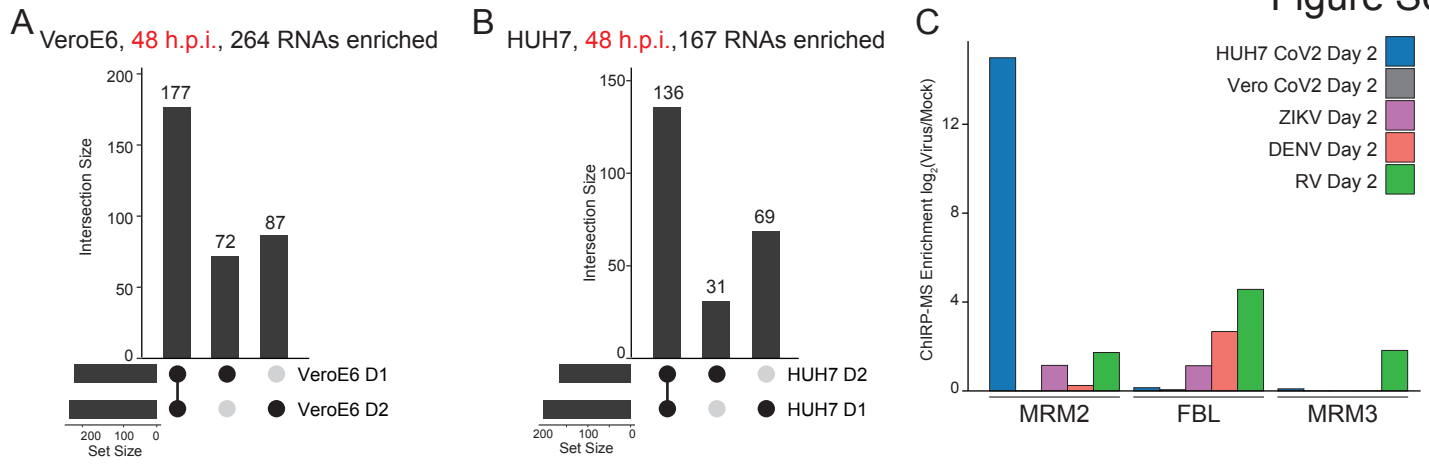 Figure S
A VeroE6, 48 h.p.i., 264 RNAs enriched
200
150
100
50
0
Intersection Size
177
72
87
VeroE6 D1
VeroE6 D2
200 100 0
Set Size
B HUH7, 48 h.p.i.,167 RNAs enriched
150
100
50
0
Intersection Size
136
31
69
HUH7 D2
HUH7 D1
200 100 0
Set Size
C
HUH7 CoV2 Day 2
Vero CoV2 Day 2
ZIKV Day 2
DENV Day 2
RV Day 2
ChIRP-MS Enrichment log2(Virus/Mock)
12
8
4
0
MRM2 FBL MRM3